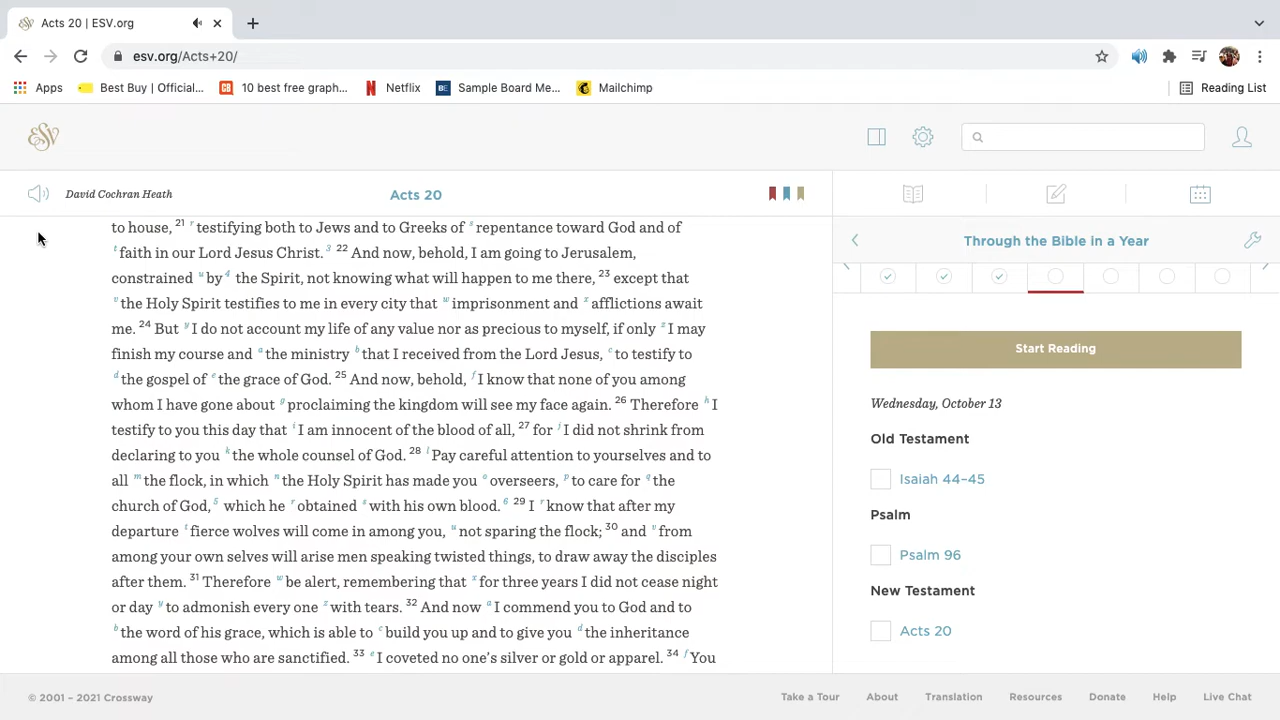 Acts 20 | ESV.org
esv.org/Acts+20/
Apps
Best Buy | Official...
CB
10 best free graph...
Netflix
BE
Sample Board Me...
Mailchimp
Reading List
ESV
David Cochran Heath
Acts 20
to house, 21 r testifying both to Jews and to Greeks of s repentance toward God and of
t faith in our Lord Jesus Christ. 3 22 And now, behold, I am going to Jerusalem,
constrained u by 4 the Spirit, not knowing what will happen to me there, 23 except that
v the Holy Spirit testifies to me in every city that w imprisonment and x afflictions await
me. 24 But y I do not account my life of any value nor as precious to myself, if only z I may
finish my course and a the ministry b that I received from the Lord Jesus, c to testify to
d the gospel of e the grace of God. 25 And now, behold, f I know that none of you among
whom I have gone about g proclaiming the kingdom will see my face again. 26 Therefore h I
testify to you this day that i I am innocent of the blood of all, 27 for j I did not shrink from
declaring to you k the whole counsel of God. 28 l Pay careful attention to yourselves and to
all m the flock, in which n the Holy Spirit has made you o overseers, p to care for q the
church of God, 5 which he r obtained s with his own blood. 6 29 I r know that after my
departure t fierce wolves will come in among you, u not sparing the flock; 30 and v from
among your own selves will arise men speaking twisted things, to draw away the disciples
after them. 31 Therefore w be alert, remembering that x for three years I did not cease night
or day y to admonish every one z with tears. 32 And now a I commend you to God and to
b the word of his grace, which is able to c build you up and to give you d the inheritance
among all those who are sanctified. 33 e I coveted no one's silver or gold or apparel. 34 f You
Through the Bible in a Year
Start Reading
Wednesday, October 13
Old Testament
Isaiah 44–45
Psalm
Psalm 96
New Testament
Acts 20
© 2001 – 2021 Crossway
Take a Tour
About
Translation
Resources
Donate
Help
Live Chat